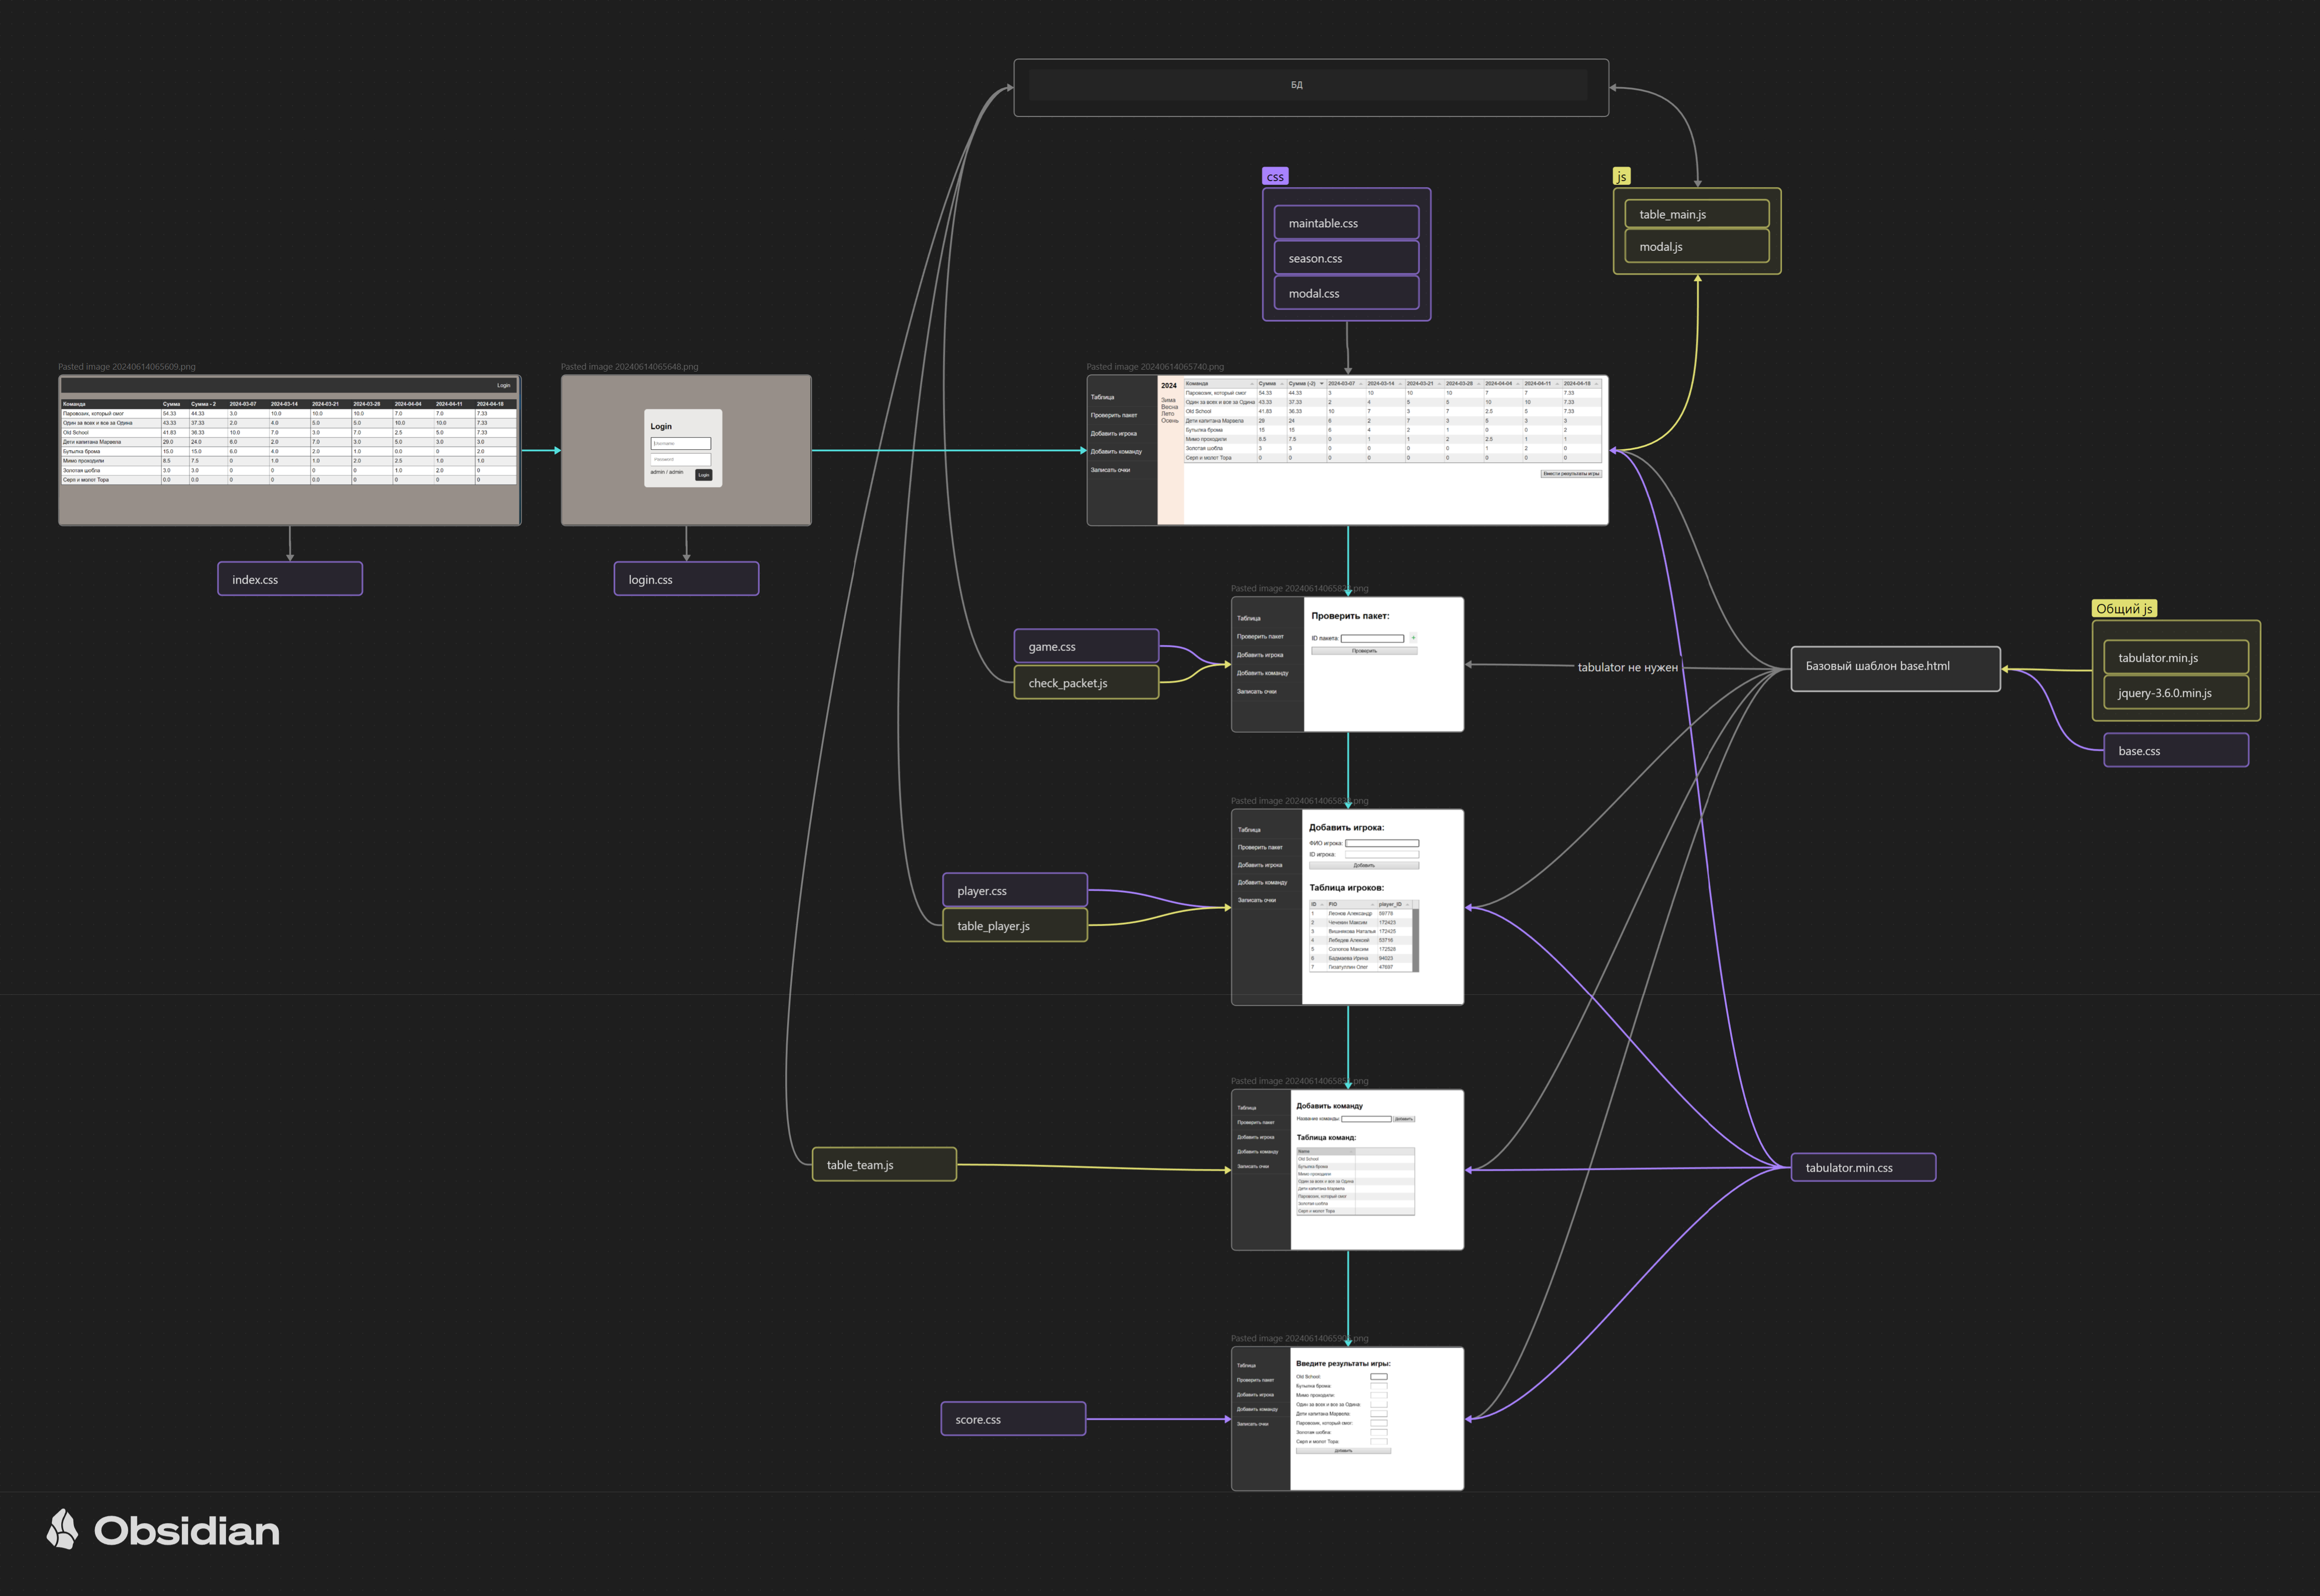 БД
css
maintable.css
season.css
modal.css
js
table_main.js
modal.js
Pasted image 20240614065609.png
Login
Команда Сумма Сумма - 2 2024-03-07 2024-03-14 2024-03-21 2024-03-28 2024-04-04 2024-04-11 2024-04-18
Паровозик, который смог 54.33 44.33 3.0 10.0 10.0 10.0 7.0 7.0 7.33
Один за всех и все за Одина 43.33 37.33 2.0 4.0 5.0 5.0 10.0 10.0 7.33
Old School 41.83 36.33 10.0 7.0 3.0 7.0 2.5 5.0 7.33
Дети капитана Марвела 29.0 24.0 6.0 2.0 7.0 3.0 5.0 3.0 3.0
Бутылка брома 15.0 15.0 6.0 4.0 2.0 1.0 0.0 0 2.0
Мимо проходили 8.5 7.5 0 1.0 1.0 2.0 2.5 1.0 1.0
Золотая шобла 3.0 3.0 0 0 0 0 1.0 2.0 0
Серп и молот Тора 0.0 0.0 0 0 0.0 0 0 0 0
index.css
Pasted image 20240614065648.png
Login
Username
Password
admin / admin
Login
login.css
Pasted image 20240614065740.png
Таблица
Проверить пакет
Добавить игрока
Добавить команду
Записать очки
2024
Зима
Весна
Лето
Осень
Команда Сумма Сумма (-2) 2024-03-07 2024-03-14 2024-03-21 2024-03-28 2024-04-04 2024-04-11 2024-04-18
Паровозик, который смог 54.33 44.33 3 10 10 10 7 7 7.33
Один за всех и все за Одина 43.33 37.33 2 4 5 5 10 10 7.33
Old School 41.83 36.33 10 7 3 7 2.5 5 7.33
Дети капитана Марвела 29 24 6 2 7 3 5 3 3
Бутылка брома 15 15 6 4 2 1 0 0 2
Мимо проходили 8.5 7.5 0 1 1 2 2.5 1 1
Золотая шобла 3 3 0 0 0 0 1 2 0
Серп и молот Тора 0 0 0 0 0 0 0 0 0
Внести результаты игры
Таблица
Проверить пакет
Добавить игрока
Добавить команду
Записать очки
Проверить пакет:
ID пакета:
+
Проверить
game.css
check_packet.js
tabulator не нужен
Базовый шаблон base.html
Общий js
tabulator.min.js
jquery-3.6.0.min.js
base.css
Таблица
Проверить пакет
Добавить игрока
Добавить команду
Записать очки
Добавить игрока:
ФИО игрока:
ID игрока:
Добавить
Таблица игроков:
ID FIO player_ID
1 Леонов Александр
2 Чечевин Максим 172423
3 Вишнякова Наталья 172425
4 Лебедев Алексей
5 Солопов Максим
6 Бадмаева Ирина 94023
7 Гизатуллин Олег 47697
player.css
table_player.js
Таблица
Проверить пакет
Добавить игрока
Добавить команду
Записать очки
Добавить команду
Название команды:
Добавить
Таблица команд:
Name
Old School
Бутылка брома
Мимо проходили
Один за всех и все за Одина
Дети капитана Марвела
Паровозик, который смог
Золотая шобла
Серп и молот Тора
table_team.js
tabulator.min.css
Таблица
Проверить пакет
Добавить игрока
Добавить команду
Записать очки
Введите результаты игры:
Old School:
Бутылка брома:
Мимо проходили:
Один за всех и все за Одина:
Дети капитана Марвела:
Паровозик, который смог:
Золотая шобла:
Серп и молот Тора:
Добавить
score.css
Obsidian